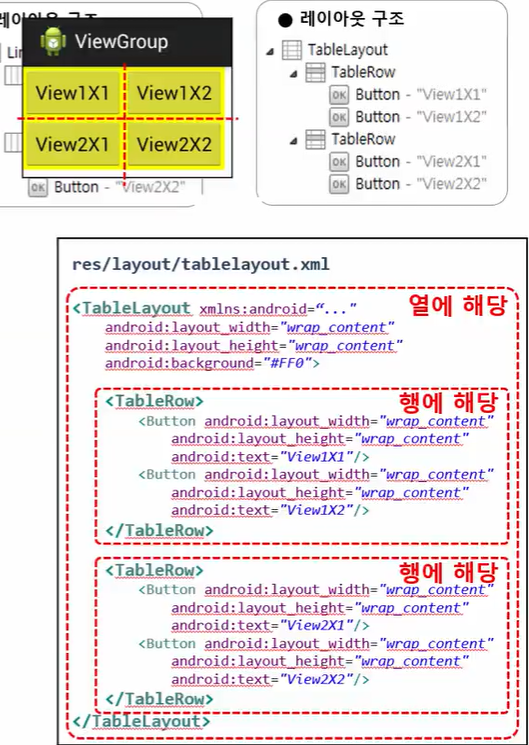 레이아웃 구조
ViewGroup
Lin
View1X1
View1X2
View2X1
View2X2
Button - "View2X2"
● 레이아웃 구조
TableLayout
TableRow
OK Button - "View1X1"
OK Button - "View1X2"
TableRow
OK Button - "View2X1"
OK Button - "View2X2"
res/layout/tablelayout.xml
열에 해당
<TableLayout xmlns:android="..."
android:layout_width="wrap_content"
android:layout_height="wrap_content"
android:background="#FF0">
행에 해당
<TableRow>
<Button android:layout_width="wrap_content"
android:layout_height="wrap_content"
android:text="View1X1"/>
<Button android:layout_width="wrap_content"
android:layout_height="wrap_content"
android:text="View1X2"/>
</TableRow>
행에 해당
<TableRow>
<Button android:layout_width="wrap_content"
android:layout_height="wrap_content"
android:text="View2X1"/>
<Button android:layout_width="wrap_content"
android:layout_height="wrap_content"
android:text="View2X2"/>
</TableRow>
</TableLayout>